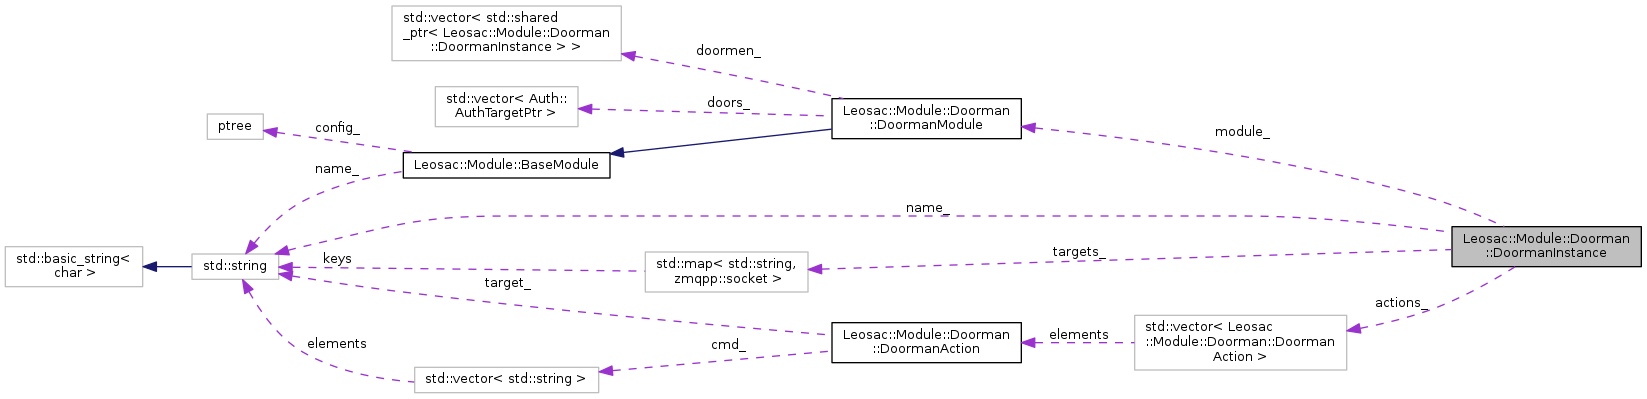 std::vector< std::shared
_ptr< Leosac::Module::Doorman
::DoormanInstance > >
doormen_
std::vector< Auth::
AuthTargetPtr >
doors_
Leosac::Module::Doorman
::DoormanModule
module_
ptree
config_
Leosac::Module::BaseModule
name_
name_
Leosac::Module::Doorman
::DoormanInstance
std::basic_string<
char >
std::string
keys
std::map< std::string,
zmqpp::socket >
targets_
target_
actions_
Leosac::Module::Doorman
::DoormanAction
elements
std::vector< Leosac
::Module::Doorman::Doorman
Action >
elements
cmd_
std::vector< std::string >